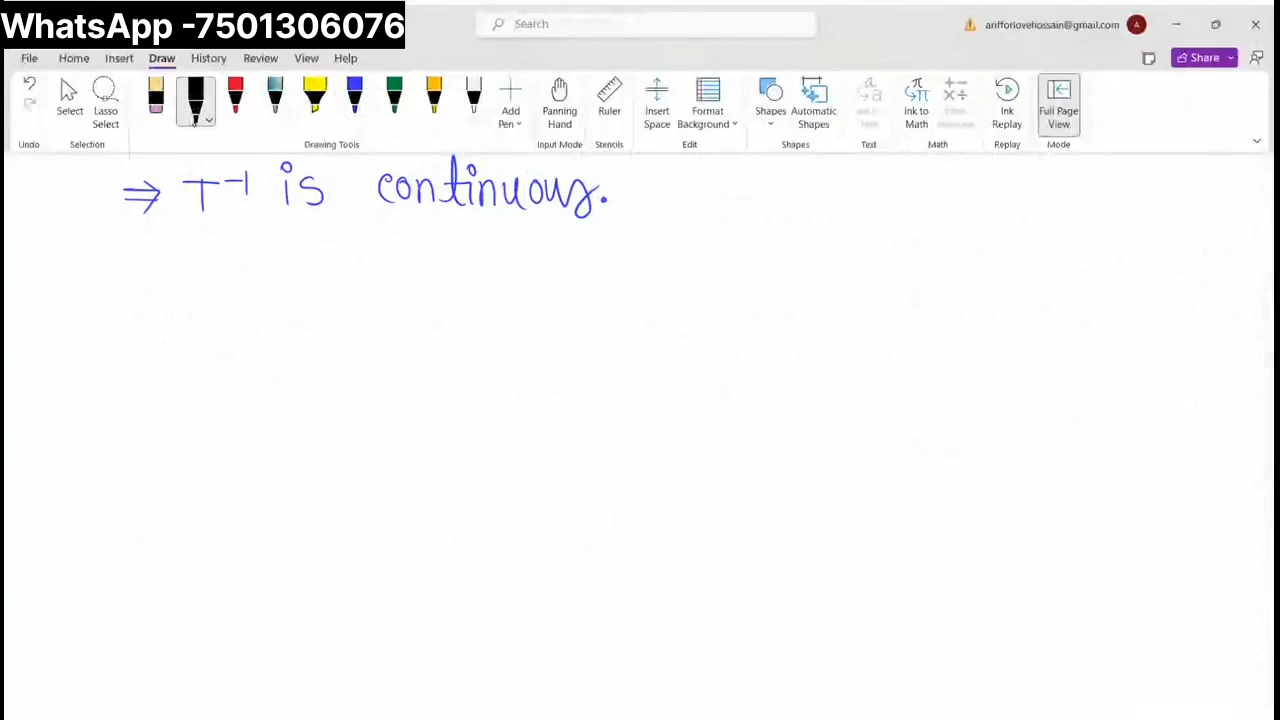 WhatsApp -7501306076
Search
arifforlovehossain@gmail.com A
File Home Insert Draw History Review View Help
Share
Select
Lasso Select
Add Pen
Panning Hand
Ruler
Insert Space
Format Background
Shapes
Automatic Shapes
Ink to Math
Ink Replay
Full Page View
Undo Selection Drawing Tools Input Mode Stencils Edit Shapes Text Math Replay Mode
⇒ T⁻¹ is continuous.